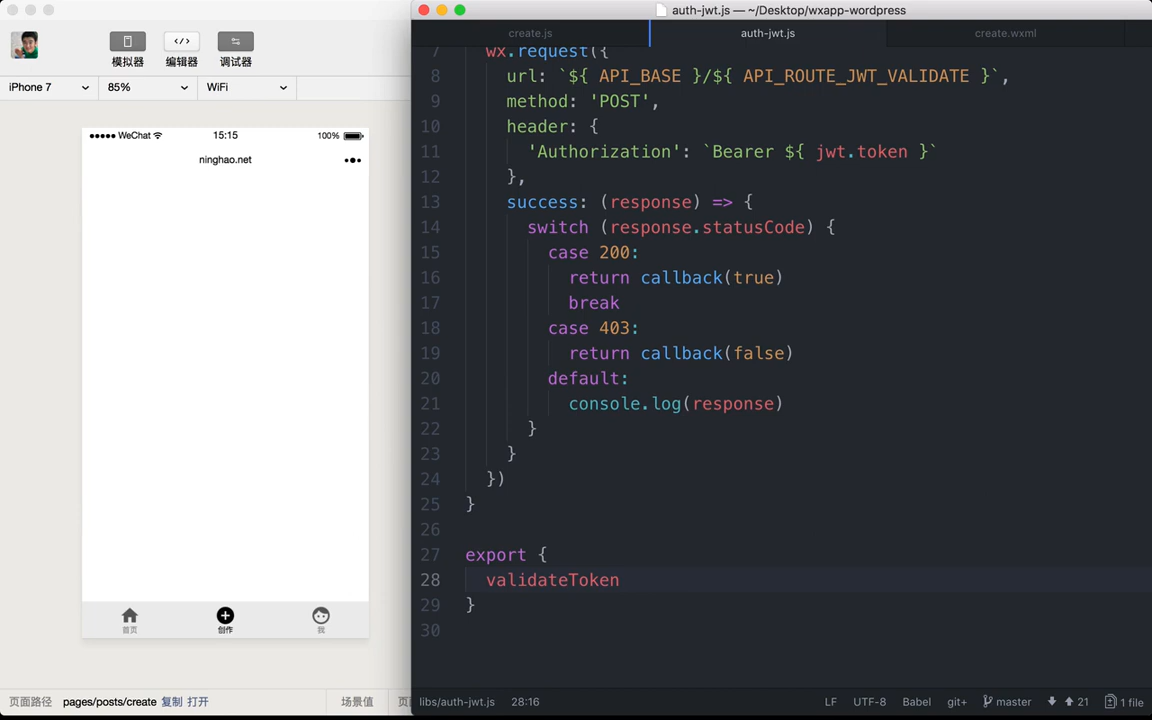 auth-jwt.js — ~/Desktop/wxapp-wordpress
模拟器
编辑器
调试器
iPhone 7
85%
WiFi
WeChat
15:15
100%
ninghao.net
首页
创作
我
页面路径
pages/posts/create
复制
打开
场景值
create.js
auth-jwt.js
create.wxml
7 wx.request({
8 url: `${ API_BASE }/${ API_ROUTE_JWT_VALIDATE }`,
9 method: 'POST',
10 header: {
11 'Authorization': `Bearer ${ jwt.token }`
12 },
13 success: (response) => {
14 switch (response.statusCode) {
15 case 200:
16 return callback(true)
17 break
18 case 403:
19 return callback(false)
20 default:
21 console.log(response)
22 }
23 }
24 })
25 }
26
27 export {
28 validateToken
29 }
30
libs/auth-jwt.js
28:16
LF
UTF-8
Babel
git+
master
21
1 file